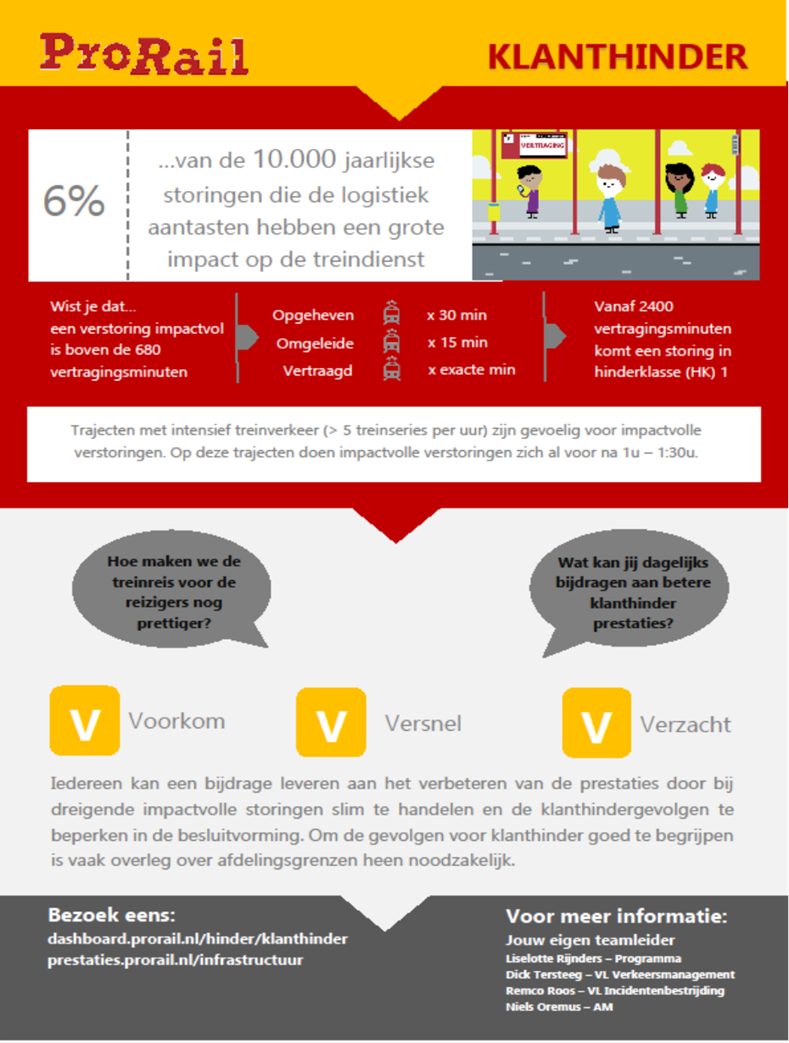 ProRail
KLANTHINDER
6%
...van de 10.000 jaarlijkse
storingen die de logistiek
aantasten hebben een grote
impact op de treindienst
VERTRAGING
Wist je dat...
een verstoring impactvol
is boven de 680
vertragingsminuten
Opgeheven x 30 min
Omgeleide x 15 min
Vertraagd x exacte min
Vanaf 2400
vertragingsminuten
komt een storing in
hinderklasse (HK) 1
Trajecten met intensief treinverkeer (> 5 treinseries per uur) zijn gevoelig voor impactvolle
verstoringen. Op deze trajecten doen impactvolle verstoringen zich al voor na 1u – 1:30u.
Hoe maken we de
treinreis voor de
reizigers nog
prettiger?
Wat kan jij dagelijks
bijdragen aan betere
klanthinder
prestaties?
V Voorkom
V Versnel
V Verzacht
Iedereen kan een bijdrage leveren aan het verbeteren van de prestaties door bij
dreigende impactvolle storingen slim te handelen en de klanthindergevolgen te
beperken in de besluitvorming. Om de gevolgen voor klanthinder goed te begrijpen
is vaak overleg over afdelingsgrenzen heen noodzakelijk.
Bezoek eens:
dashboard.prorail.nl/hinder/klanthinder
prestaties.prorail.nl/infrastructuur
Voor meer informatie:
Jouw eigen teamleider
Liselotte Rijnders – Programma
Dick Tersteeg – VL Verkeersmanagement
Remco Roos – VL Incidentenbestrijding
Niels Oremus – AM